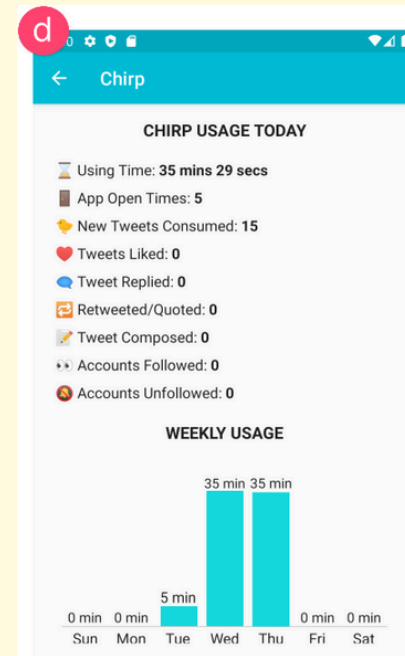 d
Chirp
CHIRP USAGE TODAY
Using Time: 35 mins 29 secs
App Open Times: 5
New Tweets Consumed: 15
Tweets Liked: 0
Tweet Replied: 0
Retweeted/Quoted: 0
Tweet Composed: 0
Accounts Followed: 0
Accounts Unfollowed: 0
WEEKLY USAGE
35 min 35 min
5 min
0 min 0 min 0 min 0 min
Sun Mon Tue Wed Thu Fri Sat